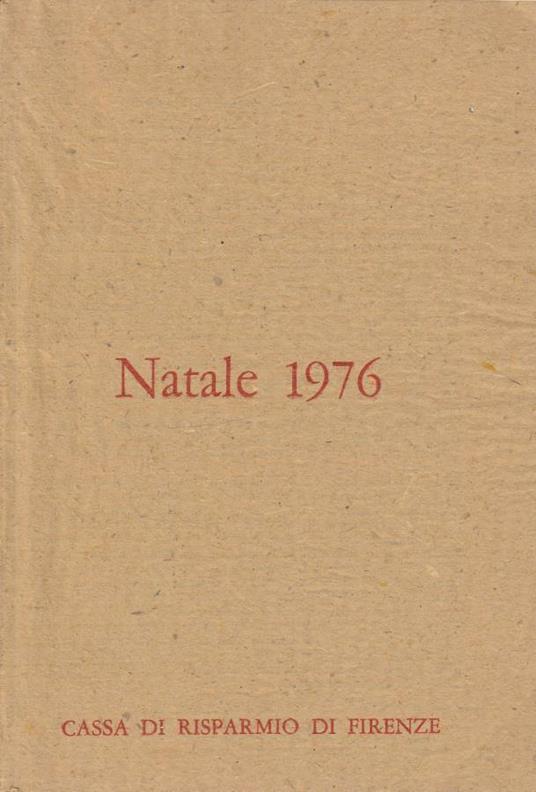 Natale 1976
CASSA DI RISPARMIO DI FIRENZE